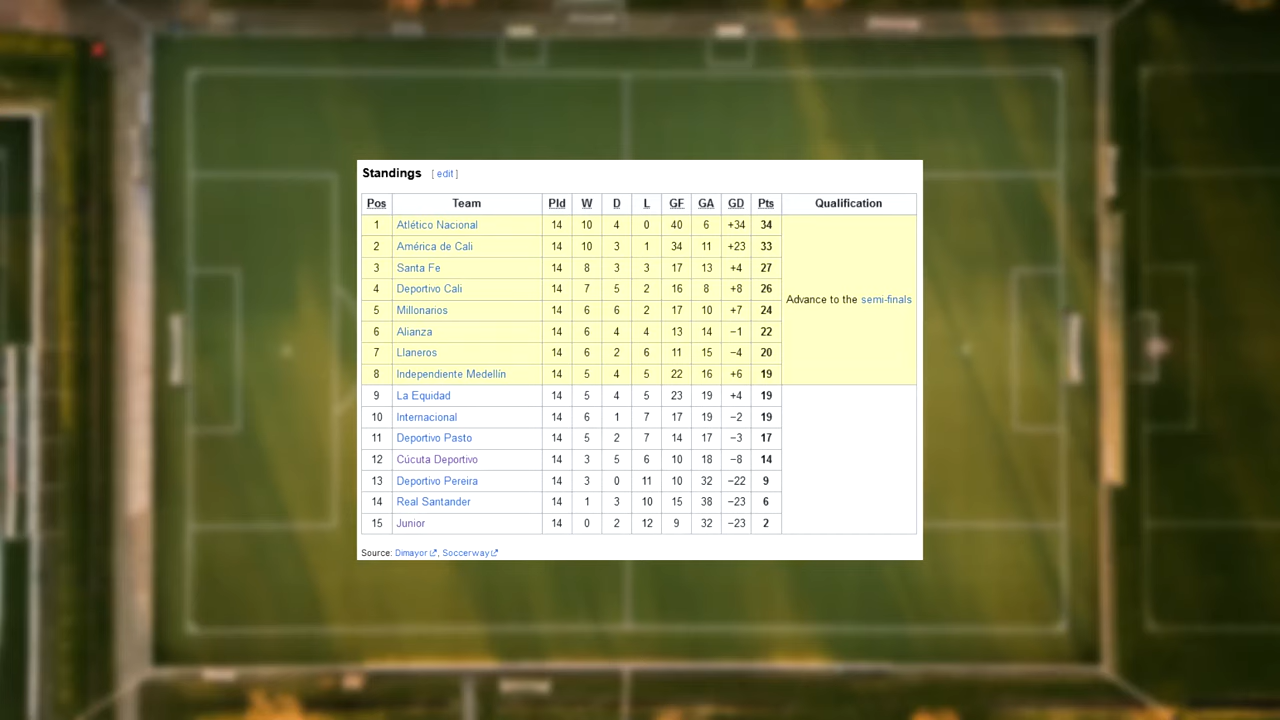 Standings [ edit ]
Pos Team Pld W D L GF GA GD Pts Qualification
1 Atlético Nacional 14 10 4 0 40 6 +34 34 Advance to the semi-finals
2 América de Cali 14 10 3 1 34 11 +23 33
3 Santa Fe 14 8 3 3 17 13 +4 27
4 Deportivo Cali 14 7 5 2 16 8 +8 26
5 Millonarios 14 6 6 2 17 10 +7 24
6 Alianza 14 6 4 4 13 14 −1 22
7 Llaneros 14 6 2 6 11 15 −4 20
8 Independiente Medellín 14 5 4 5 22 16 +6 19
9 La Equidad 14 5 4 5 23 19 +4 19
10 Internacional 14 6 1 7 17 19 −2 19
11 Deportivo Pasto 14 5 2 7 14 17 −3 17
12 Cúcuta Deportivo 14 3 5 6 10 18 −8 14
13 Deportivo Pereira 14 3 0 11 10 32 −22 9
14 Real Santander 14 1 3 10 15 38 −23 6
15 Junior 14 0 2 12 9 32 −23 2
Source: Dimayor, Soccerway